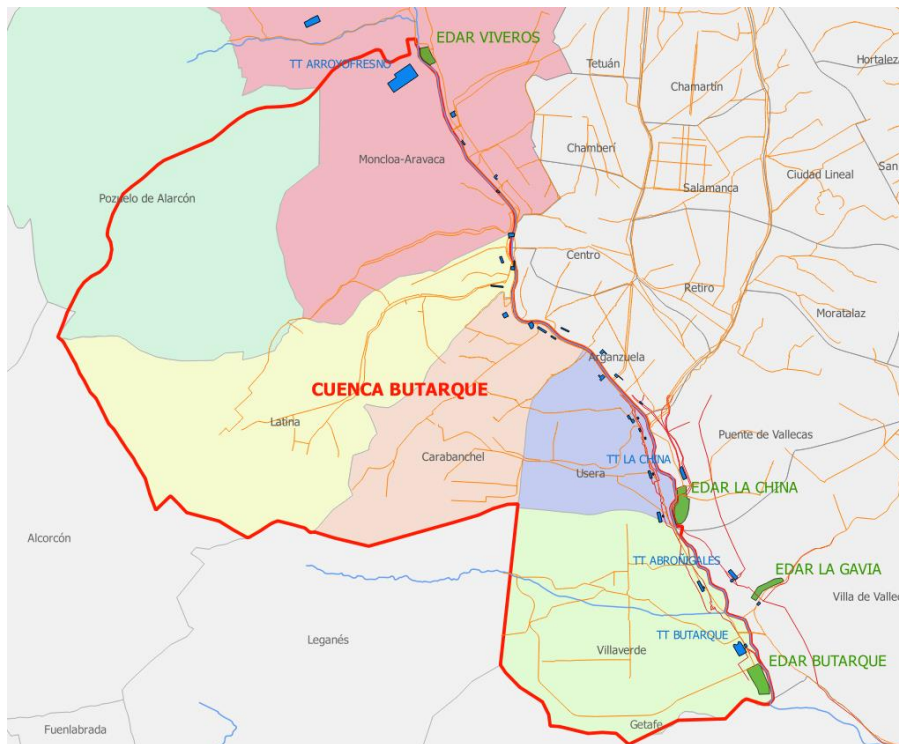 EDAR VIVEROS
TT ARROYOFRESNO
Tetuán
Hortalez
Chamartín
Chamberí
Moncloa-Aravaca
Ciudad Lineal
San
Salamanca
Pozuelo de Alarcón
Centro
Retiro
Moratalaz
Arganzuela
CUENCA BUTARQUE
Latina
Puente de Vallecas
Carabanchel
TT LA CHINA
Usera
EDAR LA CHINA
Alcorcón
TT ABROÑIGALES
EDAR LA GAVIA
Villa de Vallec
Leganés
TT BUTARQUE
Villaverde
EDAR BUTARQUE
Getafe
Fuenlabrada